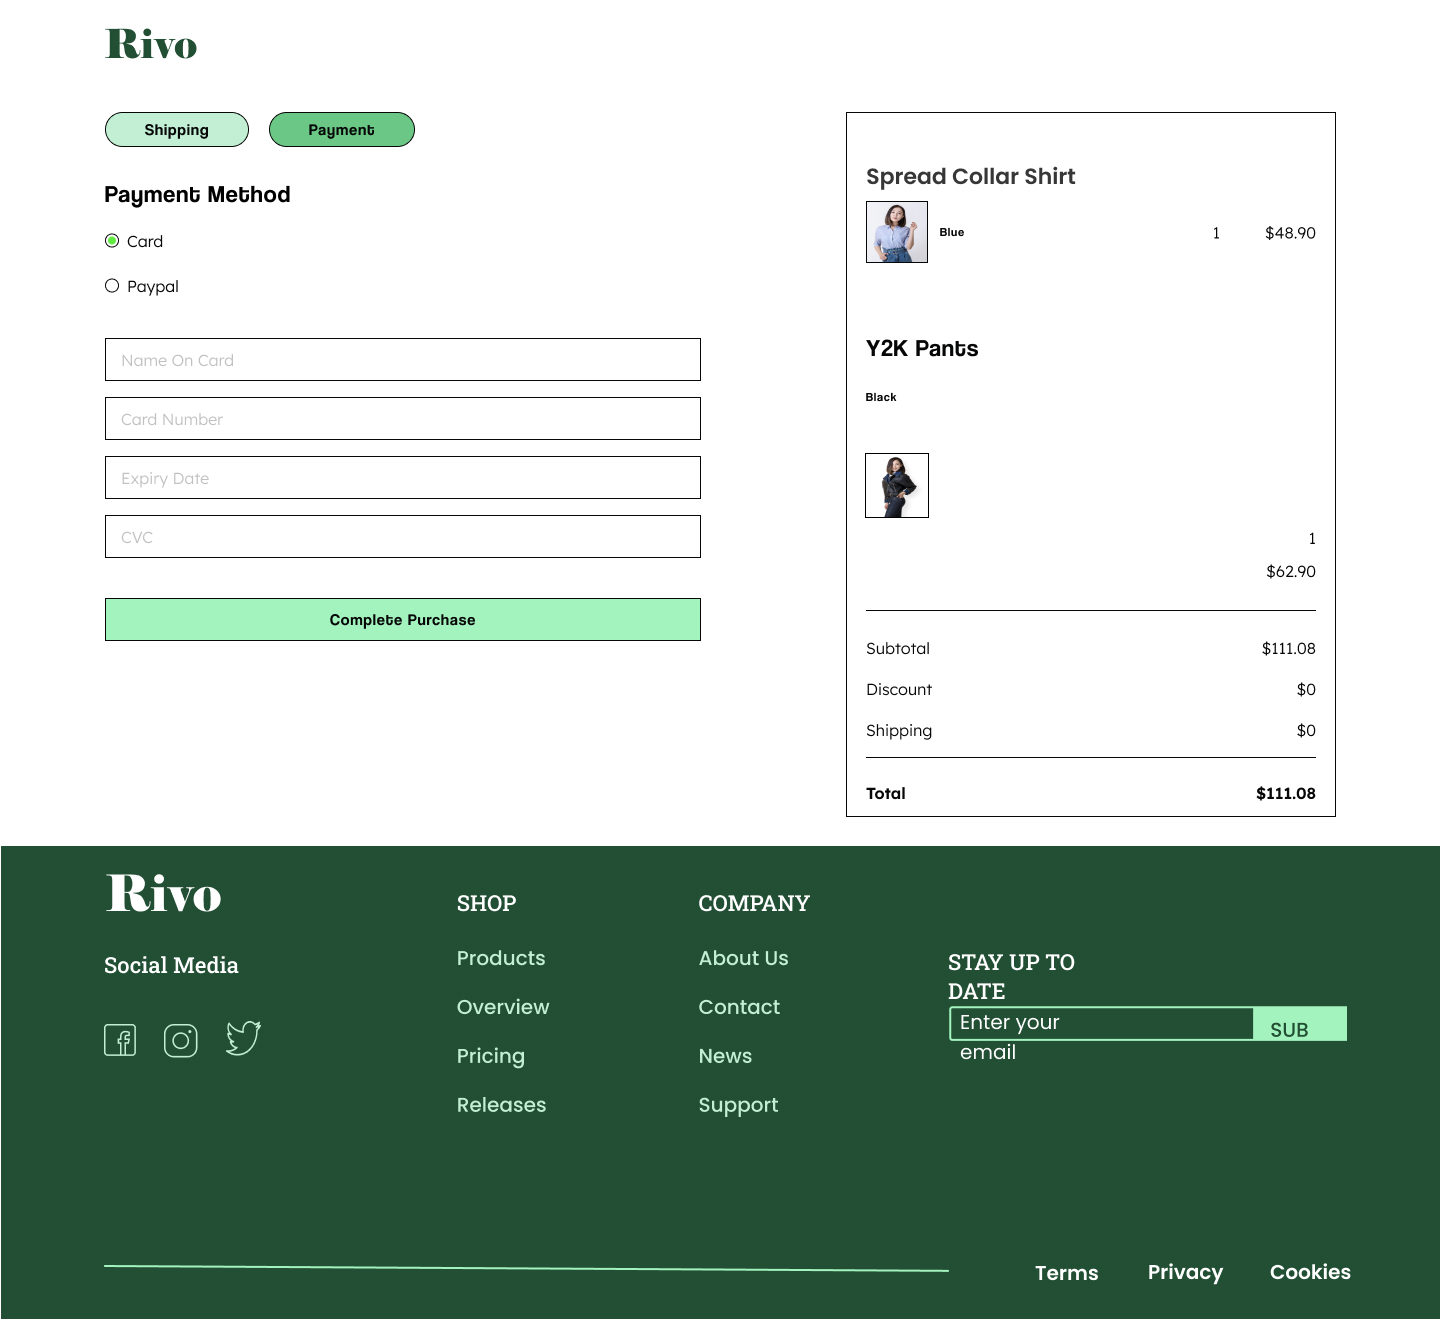 Rivo
Shipping
Payment
Payment Method
Card
Paypal
Name On Card
Card Number
Expiry Date
CVC
Complete Purchase
Spread Collar Shirt
Blue
1
$48.90
Y2K Pants
Black
1
$62.90
Subtotal
$111.08
Discount
$0
Shipping
$0
Total
$111.08
Rivo
Social Media
SHOP
Products
Overview
Pricing
Releases
COMPANY
About Us
Contact
News
Support
STAY UP TO
DATE
Enter your
email
SUB
Terms
Privacy
Cookies